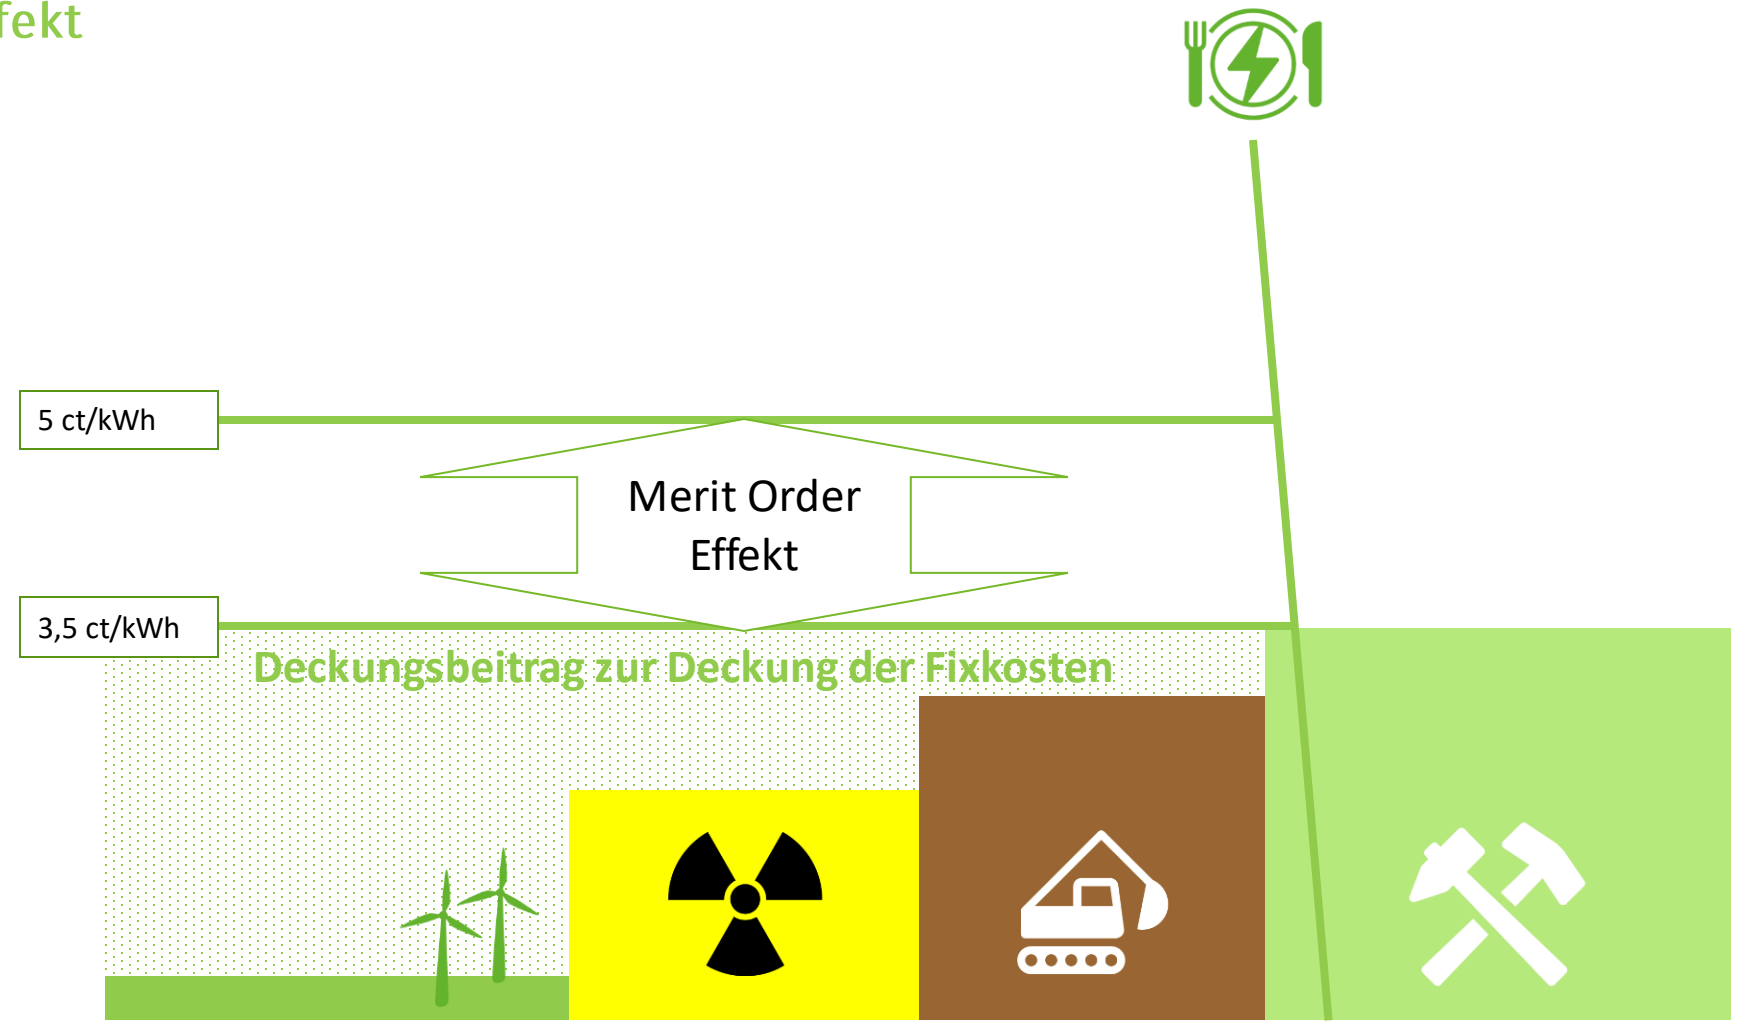 fekt
5 ct/kWh
Merit Order
Effekt
3,5 ct/kWh
Deckungsbeitrag zur Deckung der Fixkosten